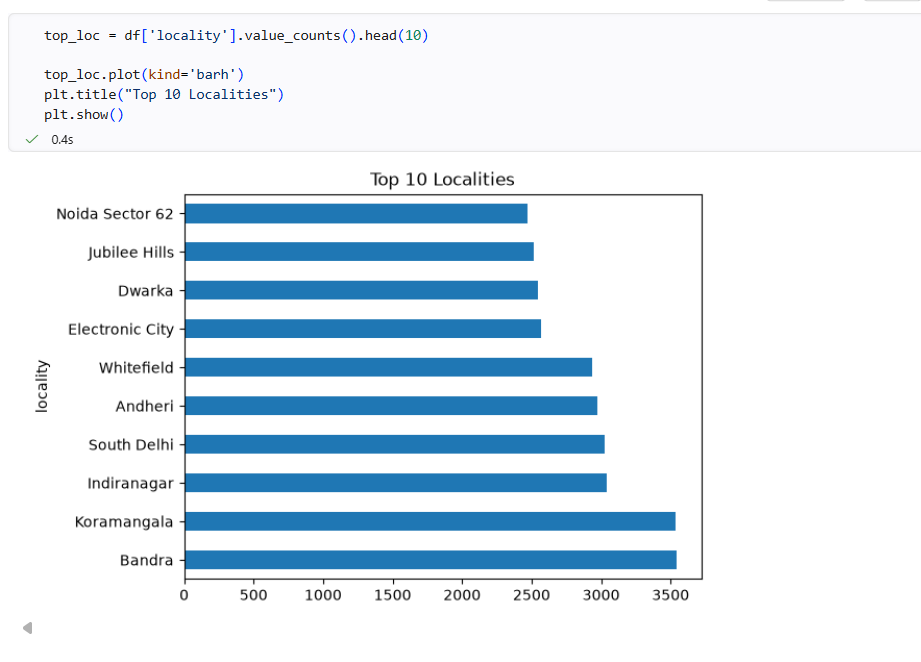 top_loc = df['locality'].value_counts().head(10)
top_loc.plot(kind='barh')
plt.title("Top 10 Localities")
plt.show()
0.4s
Top 10 Localities
Noida Sector 62
Jubilee Hills
Dwarka
Electronic City
Whitefield
Andheri
South Delhi
Indiranagar
Koramangala
Bandra
locality
0 500 1000 1500 2000 2500 3000 3500